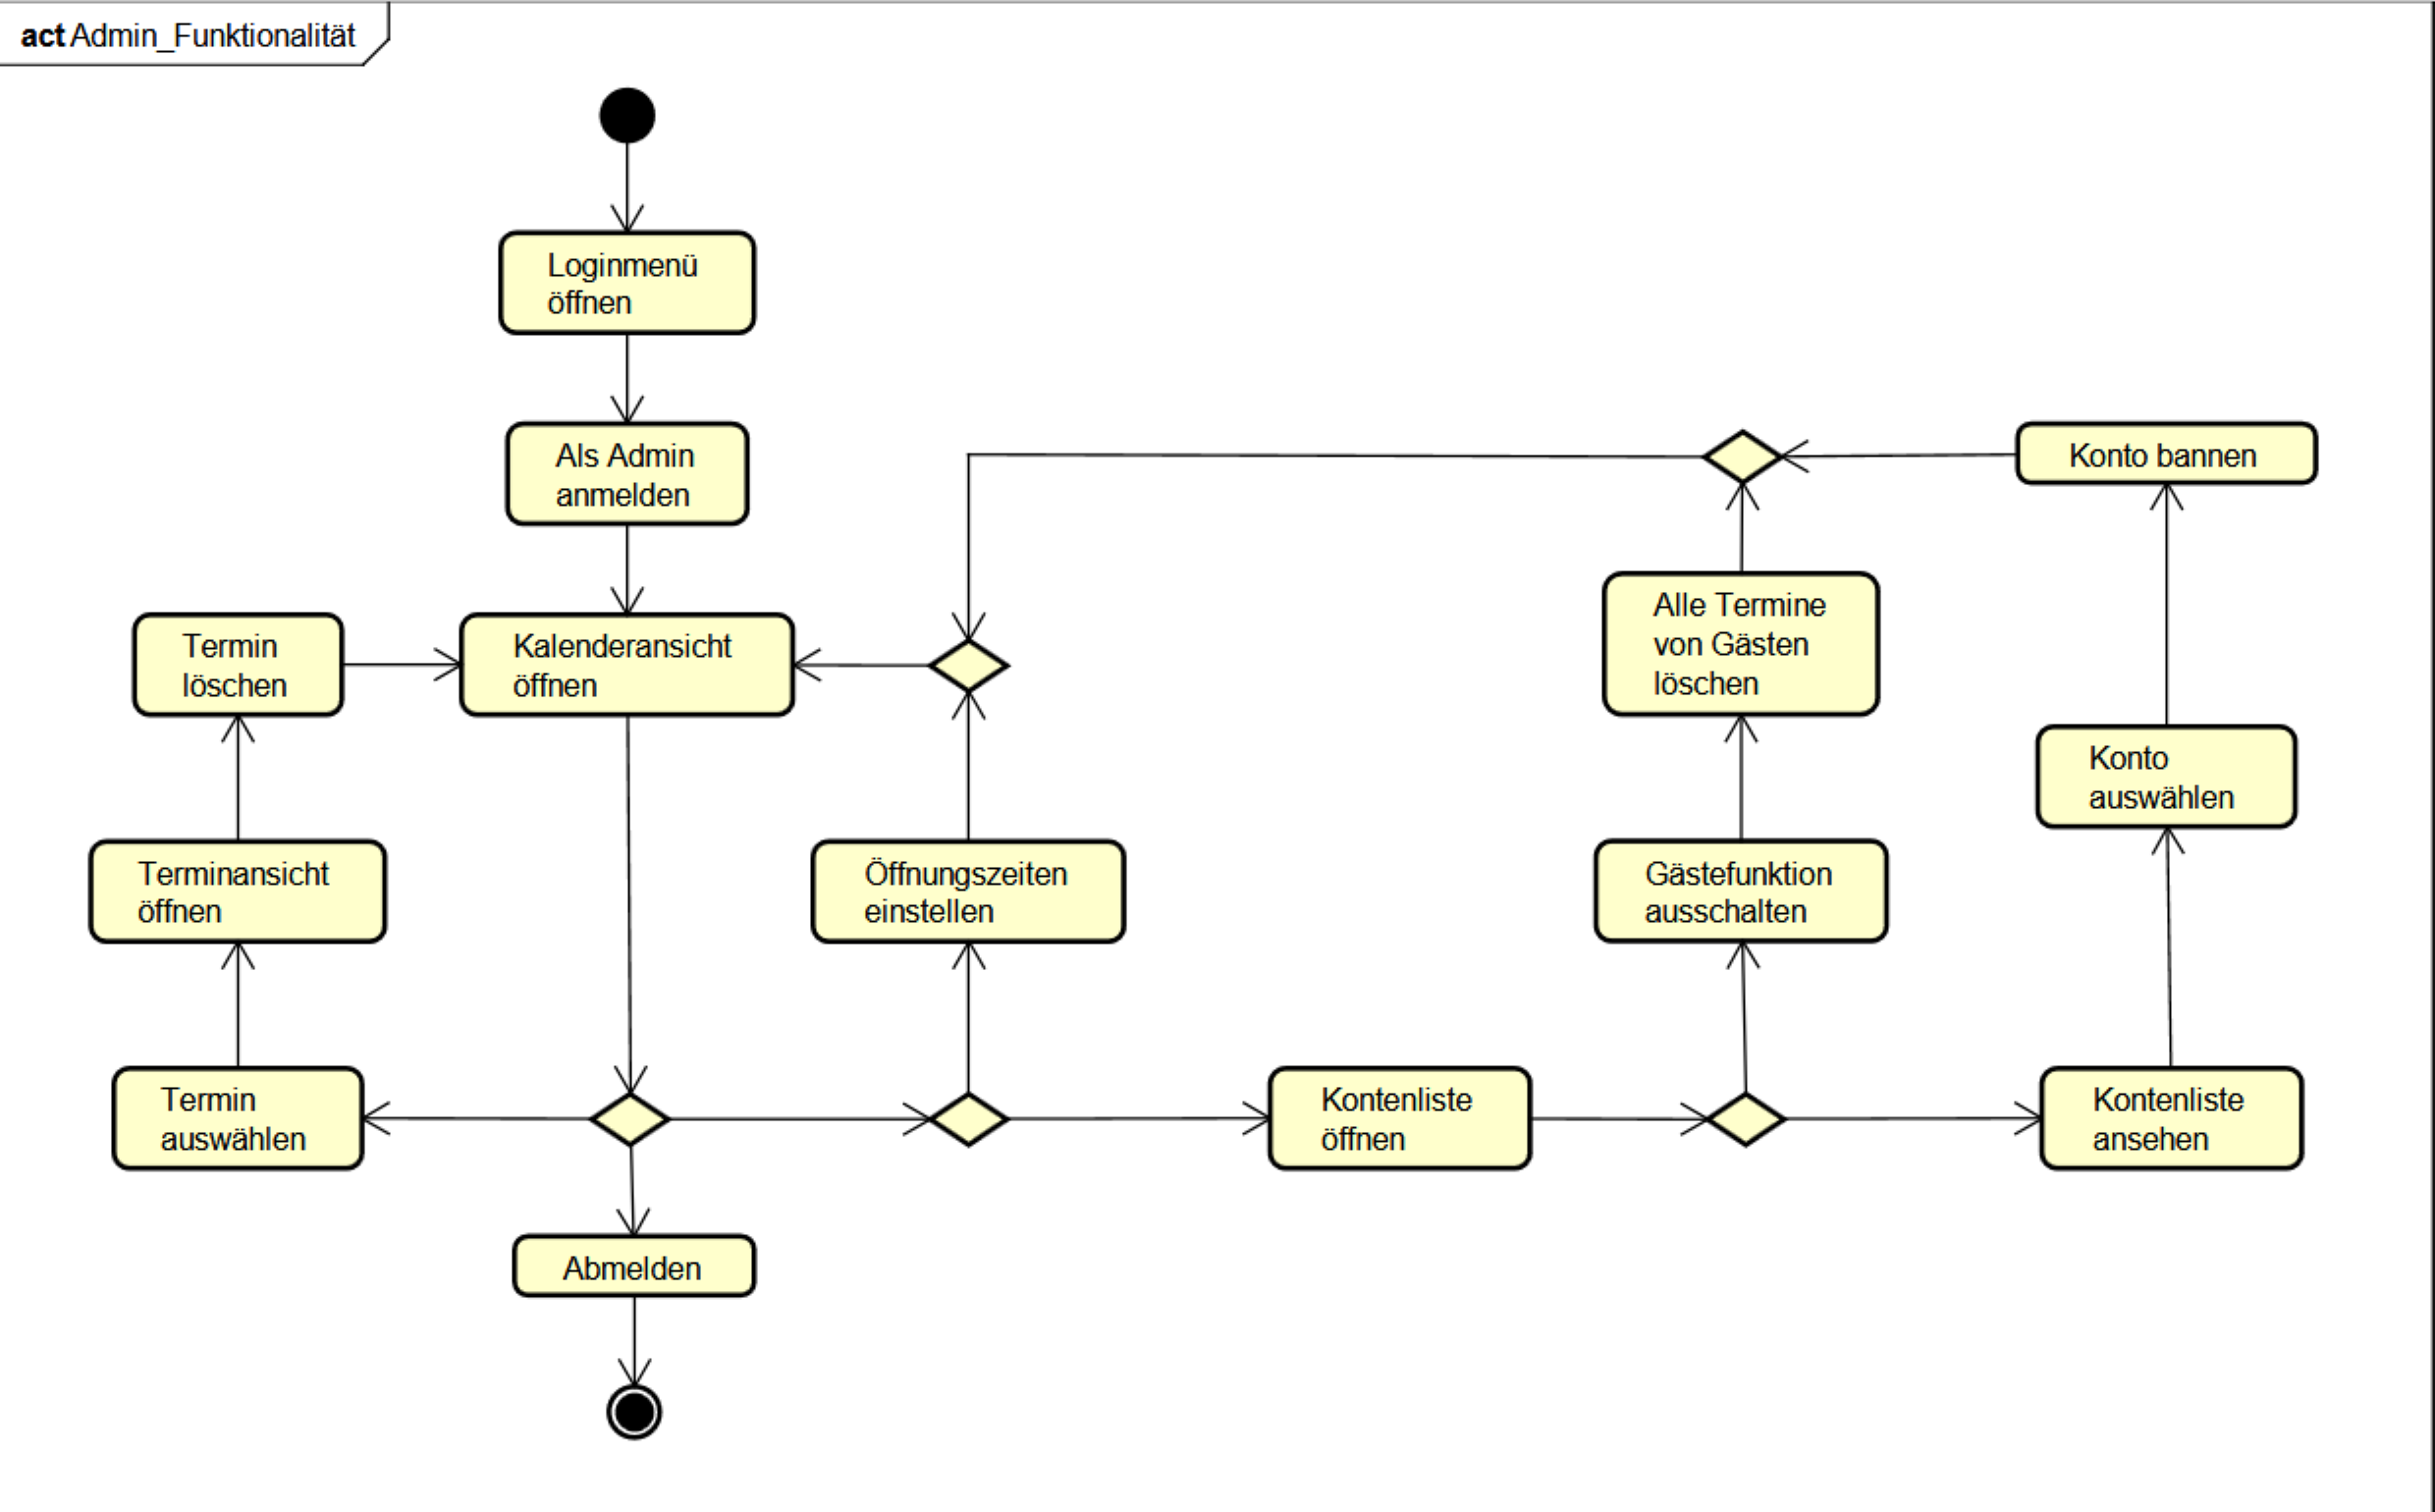 act Admin_Funktionalität
Loginmenü
öffnen
Als Admin
anmelden
Konto bannen
Termin
löschen
Kalenderansicht
öffnen
Alle Termine
von Gästen
löschen
Konto
auswählen
Terminansicht
öffnen
Öffnungszeiten
einstellen
Gästefunktion
ausschalten
Termin
auswählen
Kontenliste
öffnen
Kontenliste
ansehen
Abmelden